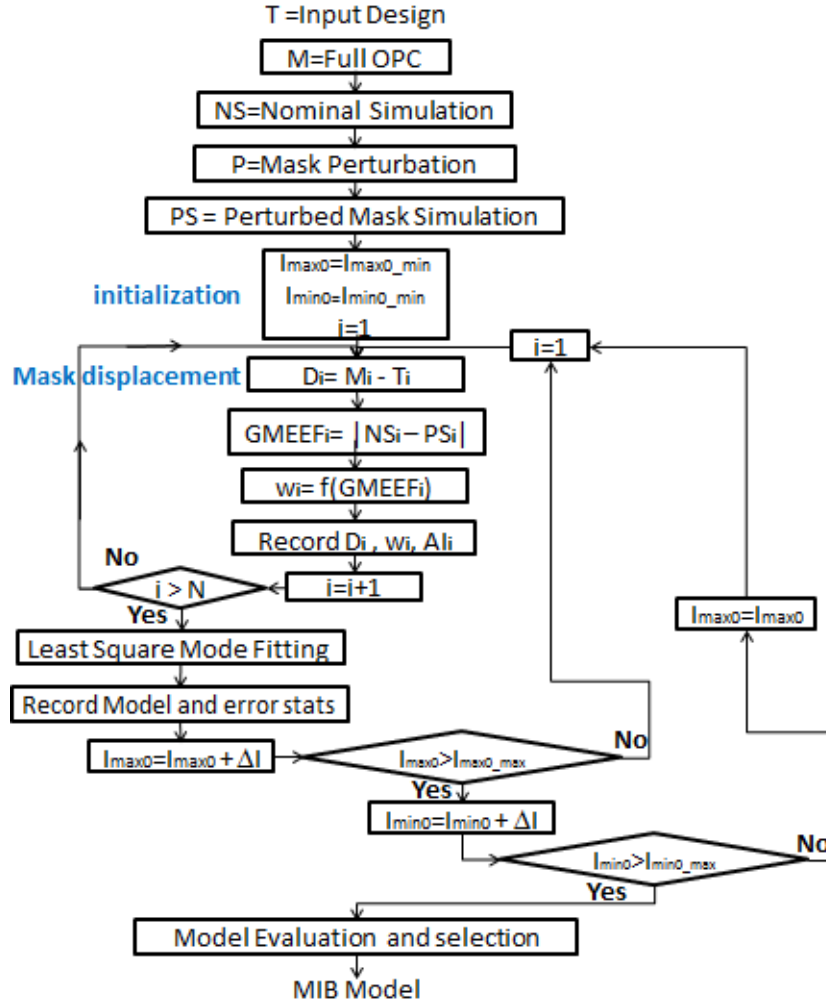 T =Input Design
M=Full OPC
NS=Nominal Simulation
P=Mask Perturbation
PS = Perturbed Mask Simulation
Imax0=Imax0_min
Imin0=Imin0_min
i=1
initialization
i=1
Mask displacement
Di= Mi - Ti
GMEEFi= |NSi – PSi|
wi= f(GMEEFi)
Record Di , wi, AIi
No
i > N
i=i+1
Yes
Imax0=Imax0
Least Square Mode Fitting
Record Model and error stats
Imax0=Imax0 + ΔI
Imax0>Imax0_max
No
Yes
Imin0=Imin0 + ΔI
Imin0>Imin0_max
No
Yes
Model Evaluation and selection
MIB Model